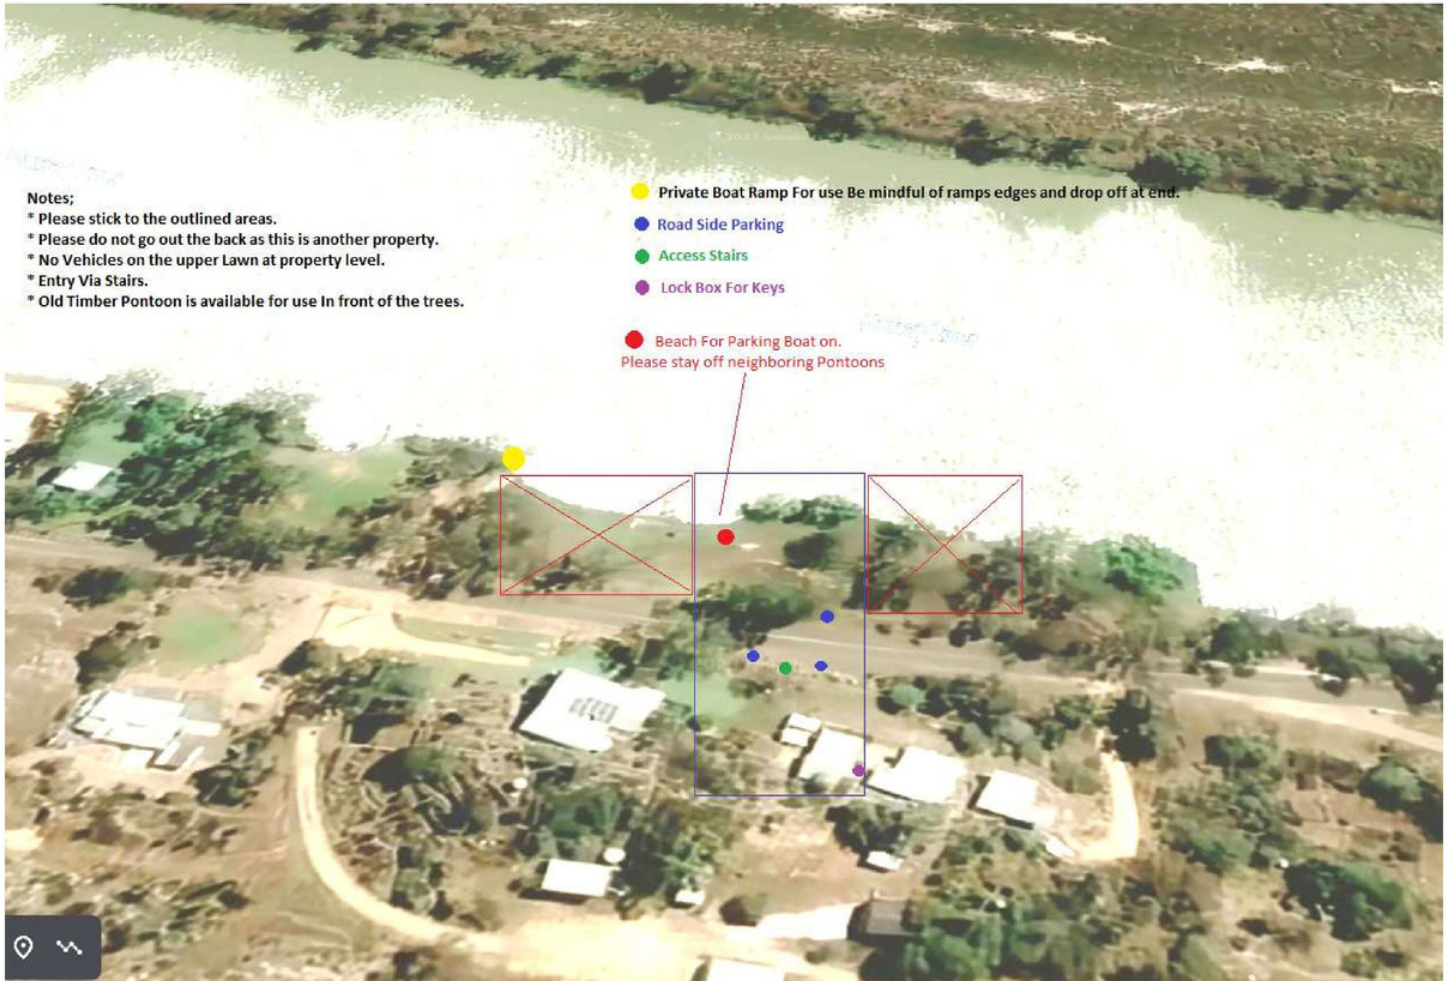 Notes;
* Please stick to the outlined areas.
* Please do not go out the back as this is another property.
* No Vehicles on the upper Lawn at property level.
* Entry Via Stairs.
* Old Timber Pontoon is available for use In front of the trees.
Private Boat Ramp For use Be mindful of ramps edges and drop off at end.
Road Side Parking
Access Stairs
Lock Box For Keys
Beach For Parking Boat on.
Please stay off neighboring Pontoons